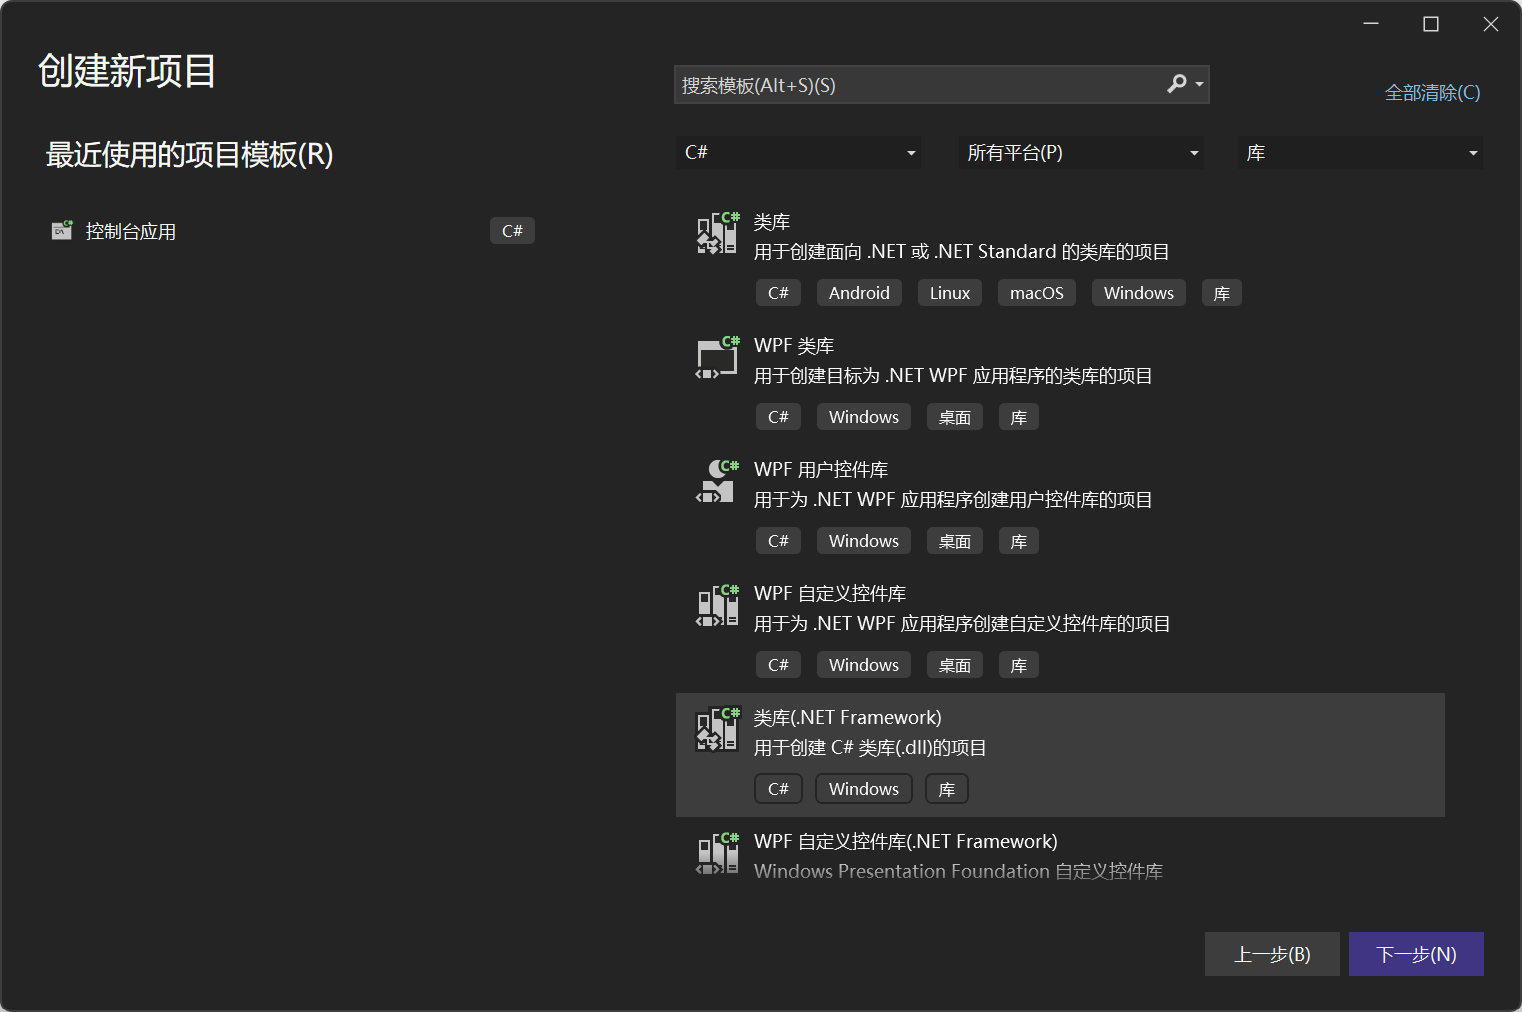 创建新项目
搜索模板(Alt+S)(S)
全部清除(C)
最近使用的项目模板(R)
C#
所有平台(P)
库
控制台应用
C#
类库
用于创建面向 .NET 或 .NET Standard 的类库的项目
C# Android Linux macOS Windows 库
WPF 类库
用于创建目标为 .NET WPF 应用程序的类库的项目
C# Windows 桌面 库
WPF 用户控件库
用于为 .NET WPF 应用程序创建用户控件库的项目
C# Windows 桌面 库
WPF 自定义控件库
用于为 .NET WPF 应用程序创建自定义控件库的项目
C# Windows 桌面 库
类库(.NET Framework)
用于创建 C# 类库(.dll)的项目
C# Windows 库
WPF 自定义控件库(.NET Framework)
Windows Presentation Foundation 自定义控件库
上一步(B)
下一步(N)